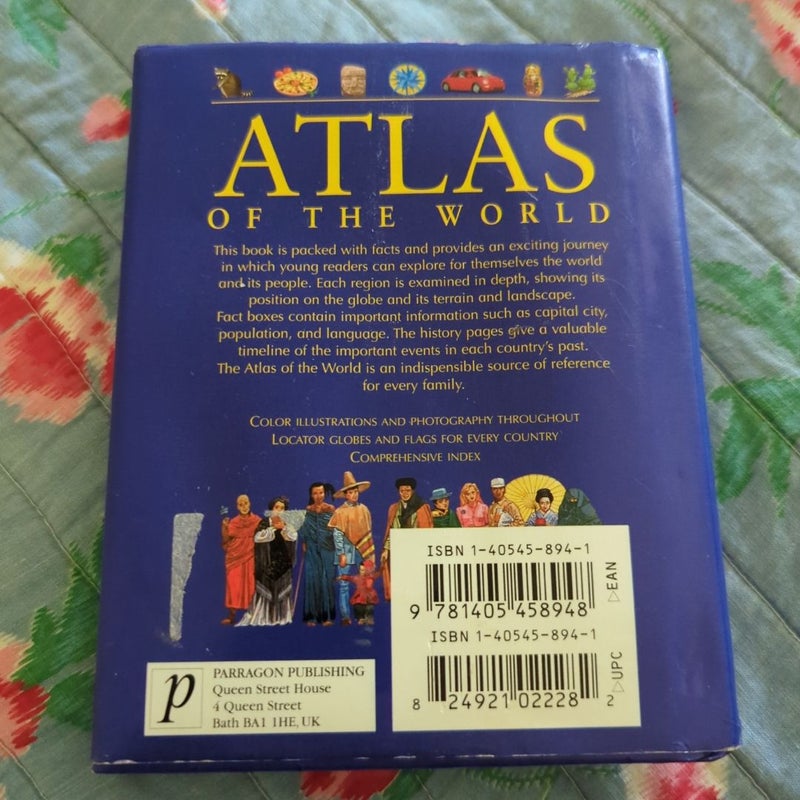 ATLAS
OF THE WORLD
This book is packed with facts and provides an exciting journey
in which young readers can explore for themselves the world
and its people. Each region is examined in depth, showing its
position on the globe and its terrain and landscape.
Fact boxes contain important information such as capital city,
population, and language. The history pages give a valuable
timeline of the important events in each country's past.
The Atlas of the World is an indispensible source of reference
for every family.
COLOR ILLUSTRATIONS AND PHOTOGRAPHY THROUGHOUT
LOCATOR GLOBES AND FLAGS FOR EVERY COUNTRY
COMPREHENSIVE INDEX
ISBN 1-40545-894-1
9 781405 458948
EAN
ISBN 1-40545-894-1
8 24921 02228 2
UPC
p
PARRAGON PUBLISHING
Queen Street House
4 Queen Street
Bath BA1 1HE, UK